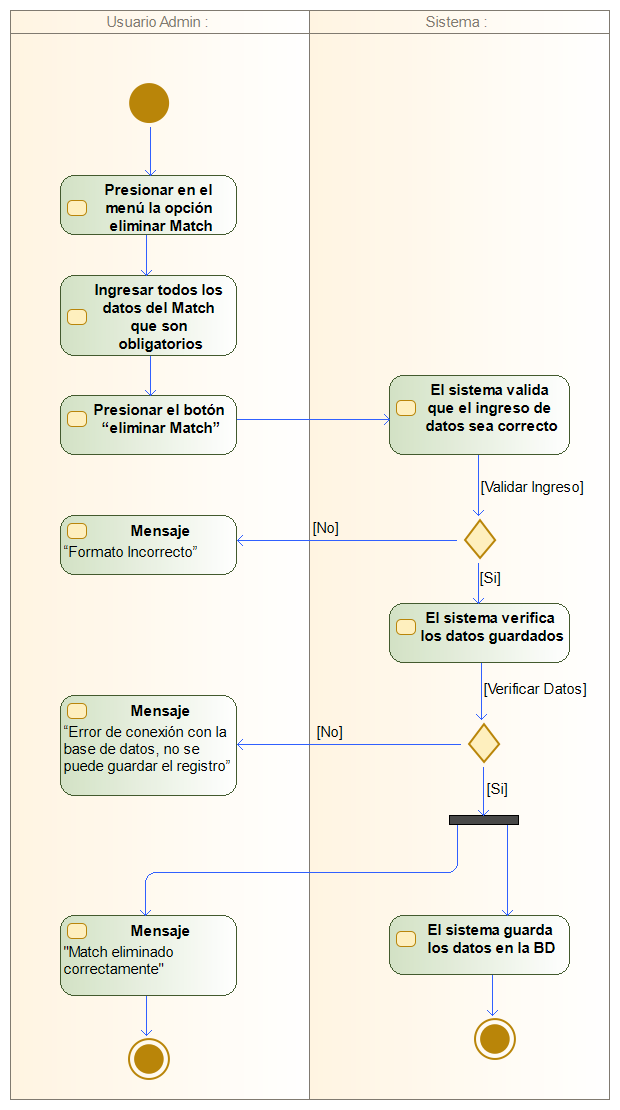 Usuario Admin :
Sistema :
Presionar en el
menú la opción
eliminar Match
Ingresar todos los
datos del Match
que son
obligatorios
Presionar el botón
“eliminar Match”
El sistema valida
que el ingreso de
datos sea correcto
[Validar Ingreso]
[No]
Mensaje
“Formato Incorrecto”
[Si]
El sistema verifica
los datos guardados
[Verificar Datos]
[No]
Mensaje
“Error de conexión con la
base de datos, no se
puede guardar el registro”
[Si]
Mensaje
"Match eliminado
correctamente"
El sistema guarda
los datos en la BD